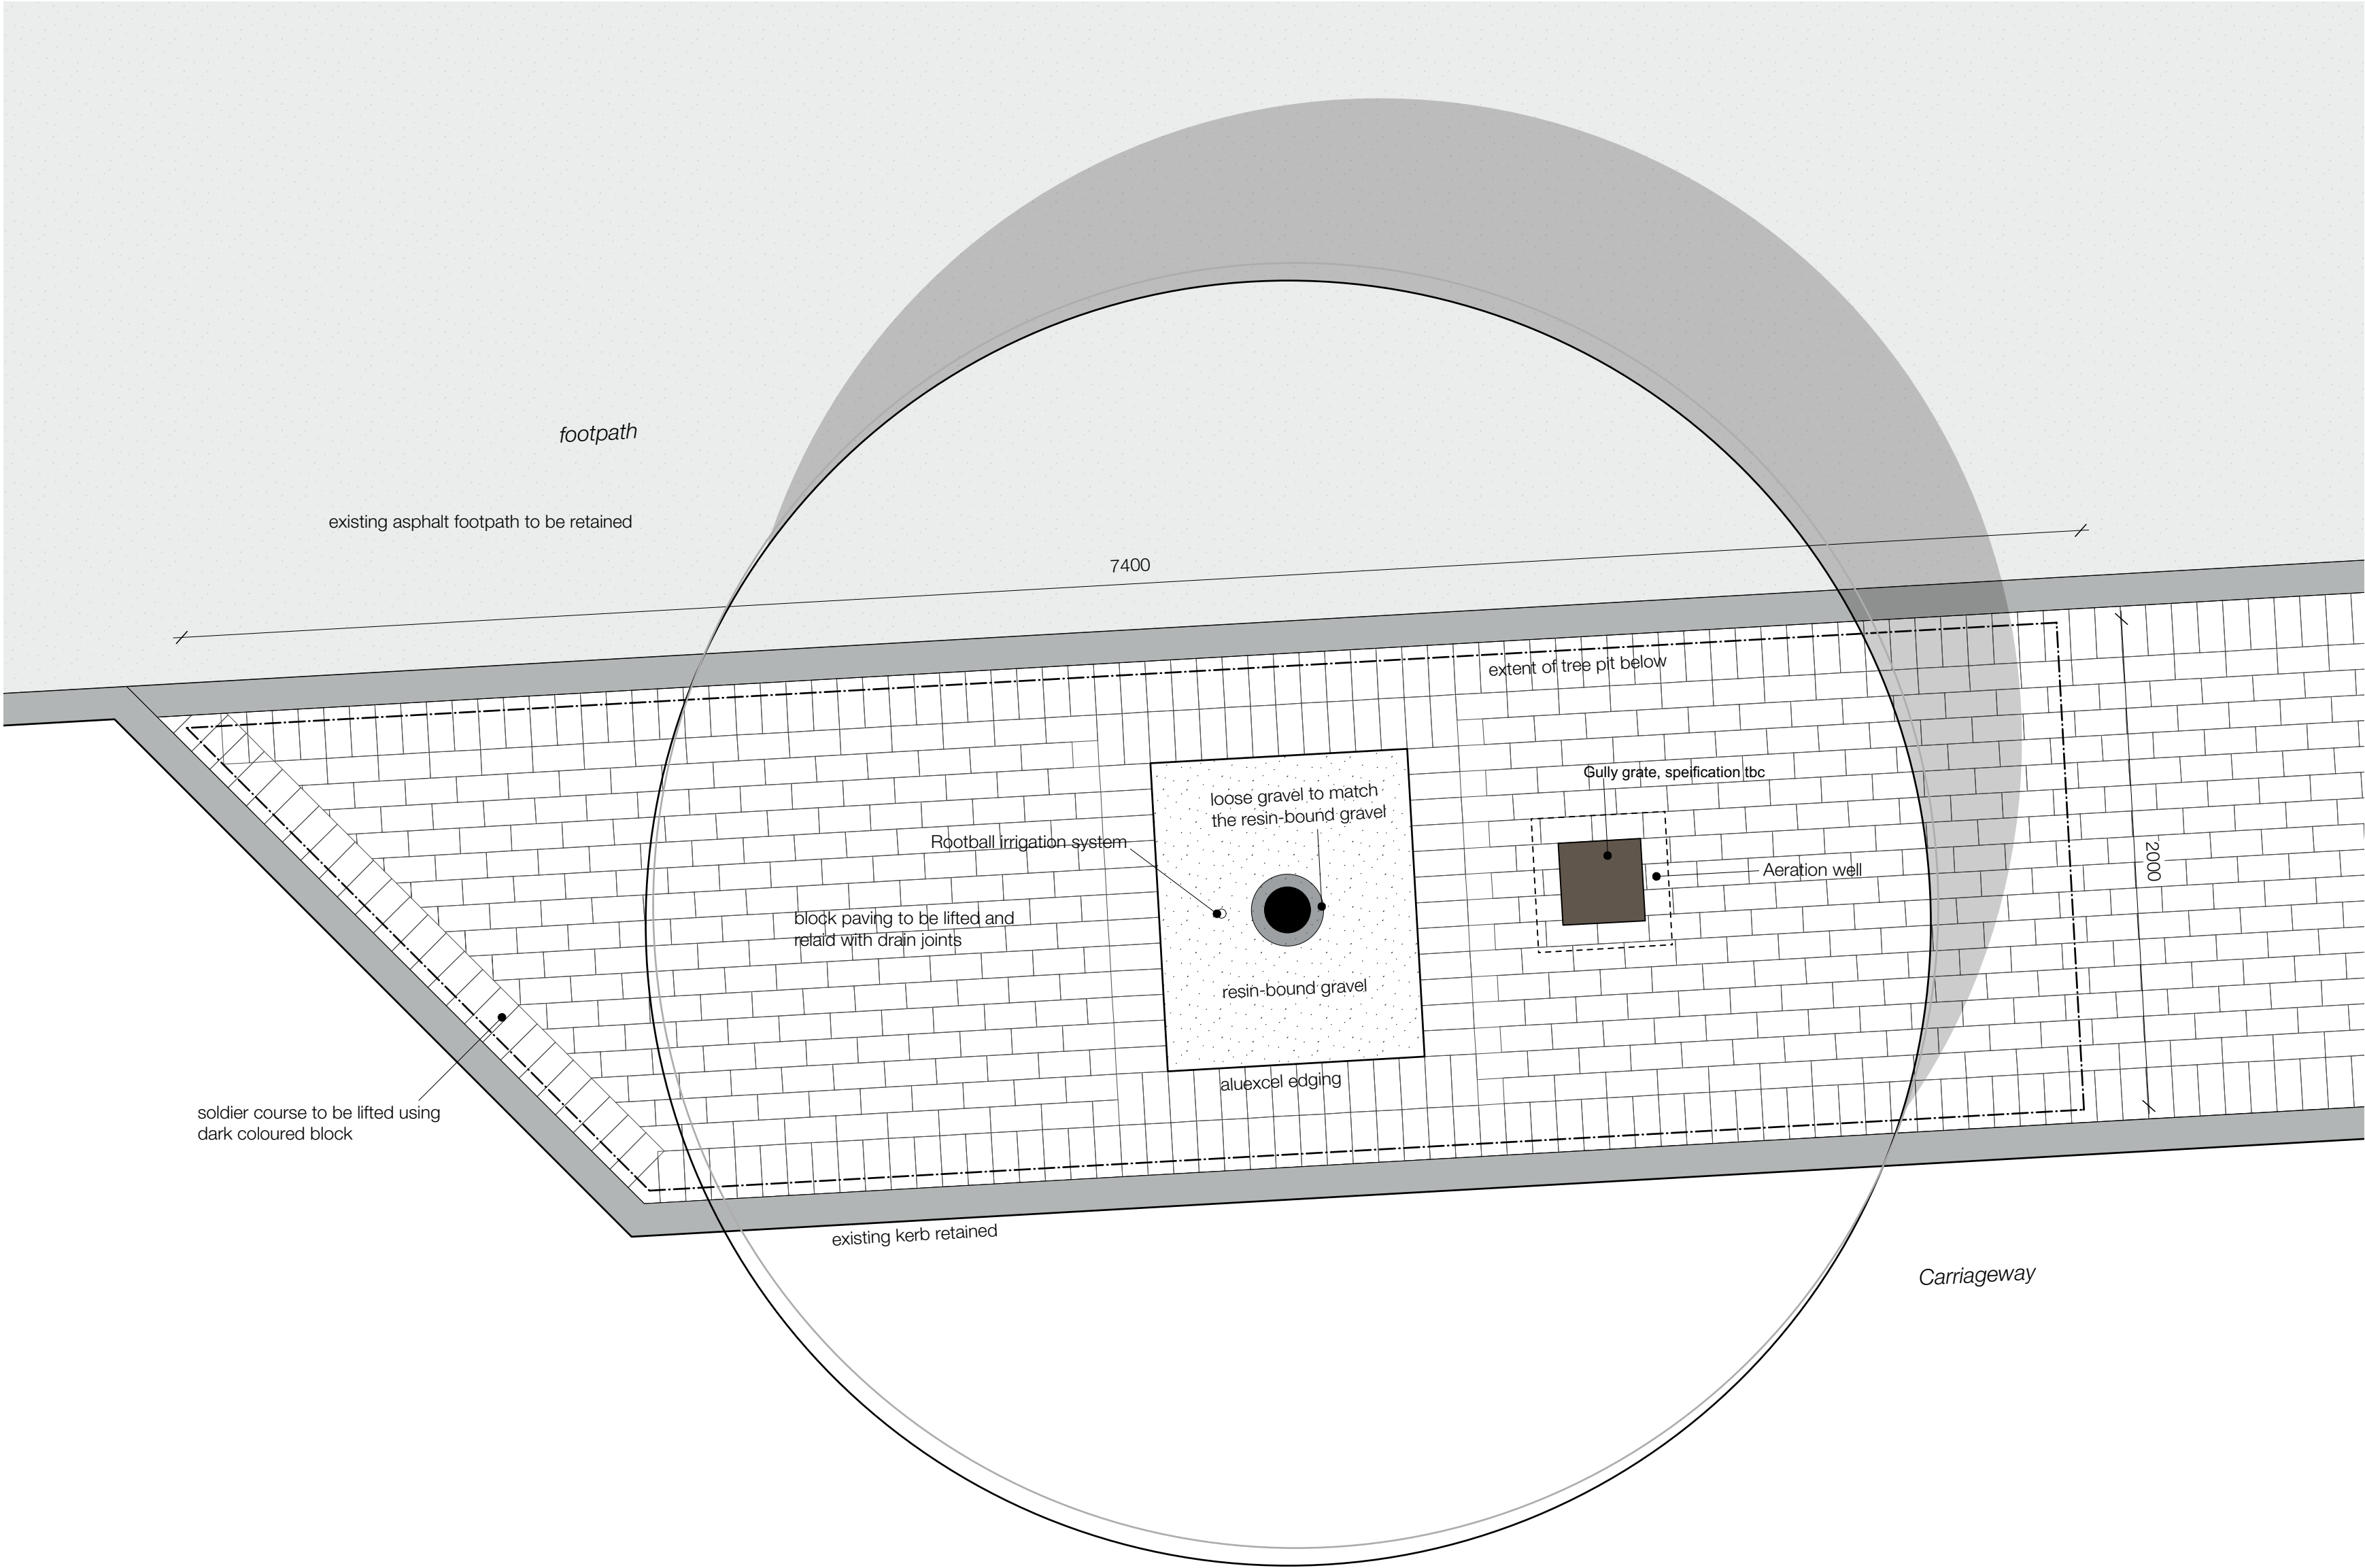 footpath
existing asphalt footpath to be retained
7400
extent of tree pit below
Gully grate, speification tbc
loose gravel to match
the resin-bound gravel
Rootball irrigation system
Aeration well
2000
block paving to be lifted and
relaid with drain joints
resin-bound gravel
aluexcel edging
soldier course to be lifted using
dark coloured block
existing kerb retained
Carriageway